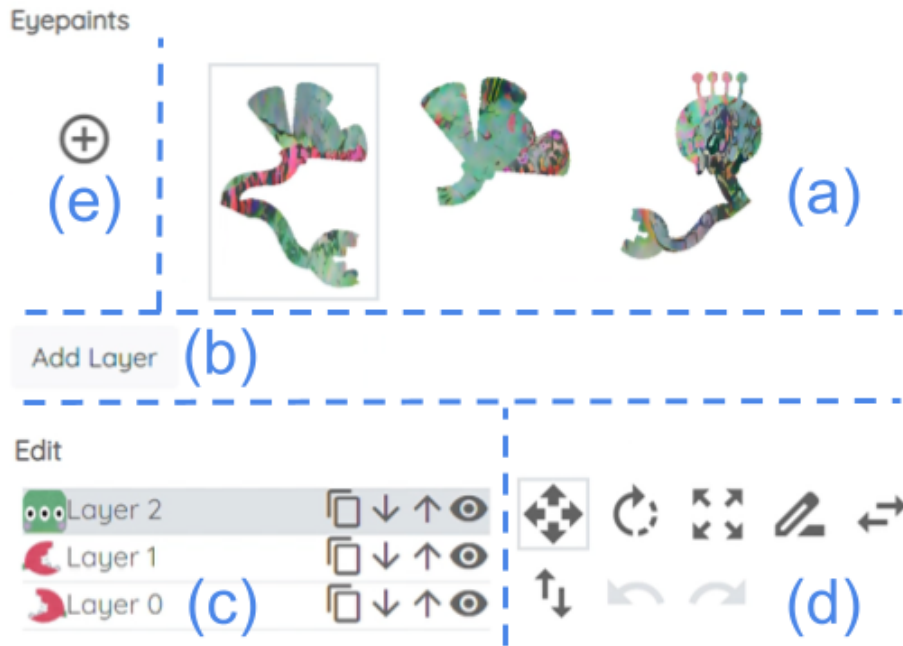 Eyepaints
(e)
(a)
Add Layer
(b)
Edit
Layer 2
Layer 1
Layer 0
(c)
(d)